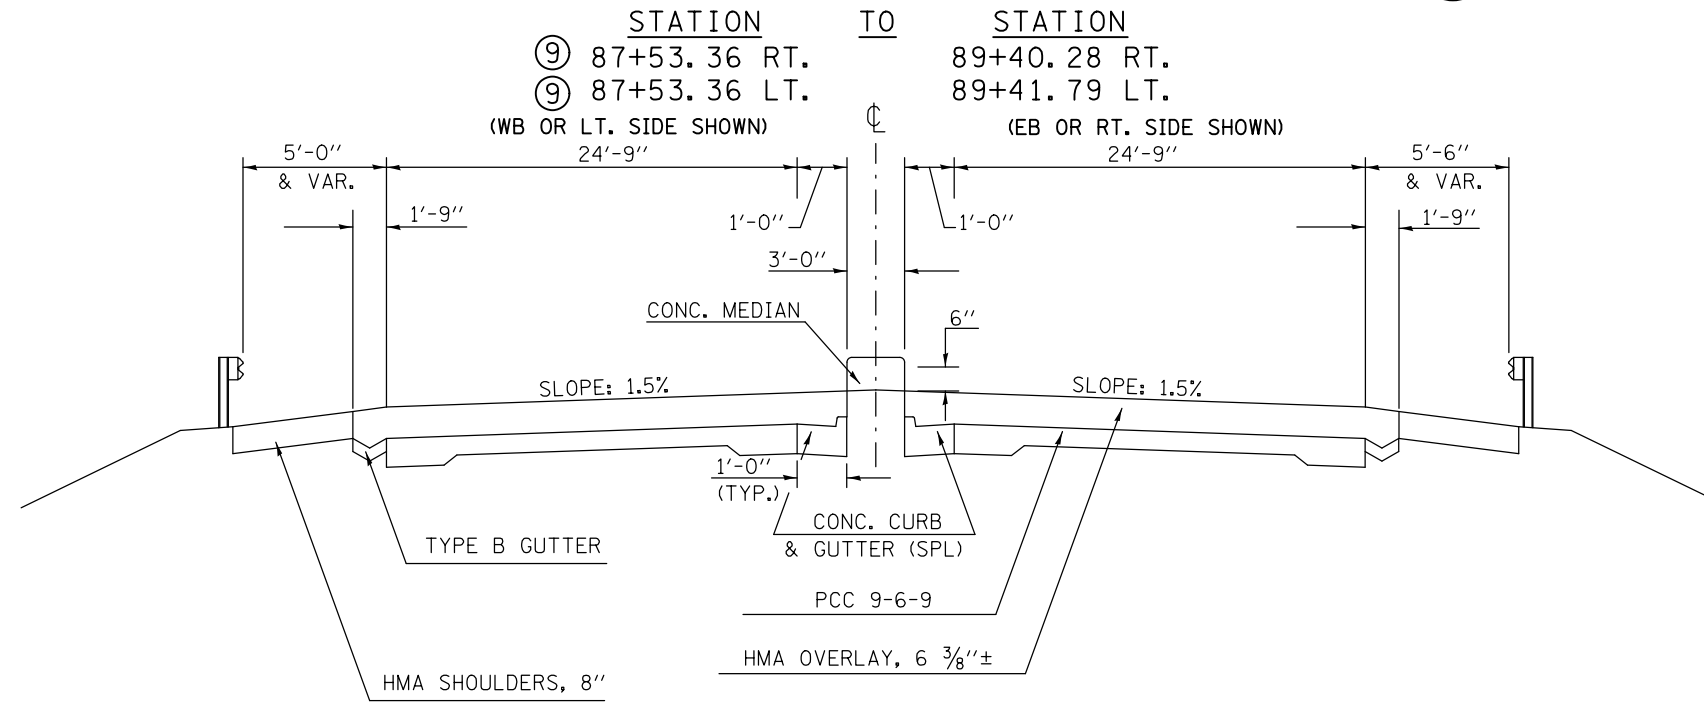 STATION TO STATION
9 87+53.36 RT. 89+40.28 RT.
9 87+53.36 LT. 89+41.79 LT.
(WB OR LT. SIDE SHOWN) ℄ (EB OR RT. SIDE SHOWN)
5'-0" 24'-9" 24'-9" 5'-6"
& VAR. & VAR.
1'-9" 1'-0" 1'-0" 1'-9"
3'-0"
CONC. MEDIAN 6"
SLOPE: 1.5% SLOPE: 1.5%
1'-0"
(TYP.)
CONC. CURB
& GUTTER (SPL)
TYPE B GUTTER
PCC 9-6-9
HMA OVERLAY, 6 3/8"±
HMA SHOULDERS, 8"